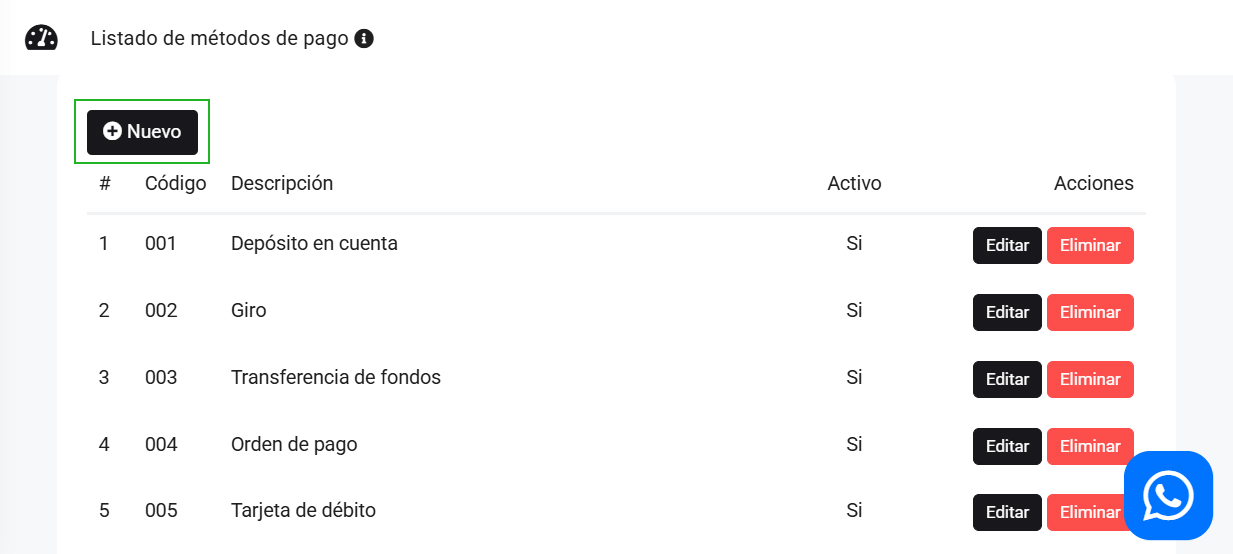 Listado de métodos de pago
Nuevo
# Código Descripción Activo Acciones
1 001 Depósito en cuenta Si Editar Eliminar
2 002 Giro Si Editar Eliminar
3 003 Transferencia de fondos Si Editar Eliminar
4 004 Orden de pago Si Editar Eliminar
5 005 Tarjeta de débito Si Editar Eliminar